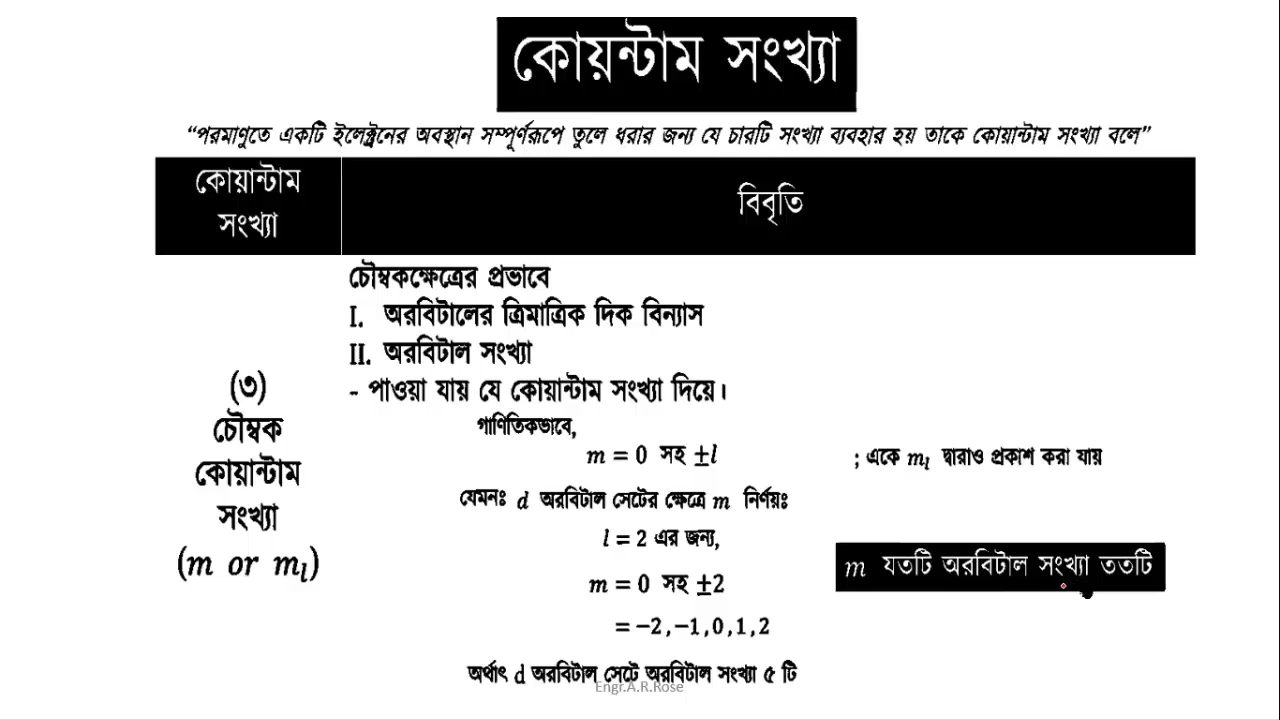 কোয়ন্টাম সংখ্যা
“পরমাণুতে একটি ইলেক্ট্রনের অবস্থান সম্পূর্ণরূপে তুলে ধরার জন্য যে চারটি সংখ্যা ব্যবহার হয় তাকে কোয়ান্টাম সংখ্যা বলে”
কোয়ান্টাম
সংখ্যা
বিবৃতি
(৩)
চৌম্বক
কোয়ান্টাম
সংখ্যা
(m or mₗ)
চৌম্বকক্ষেত্রের প্রভাবে
I. অরবিটালের ত্রিমাত্রিক দিক বিন্যাস
II. অরবিটাল সংখ্যা
- পাওয়া যায় যে কোয়ান্টাম সংখ্যা দিয়ে।
গাণিতিকভাবে,
m = 0 সহ ±l ; একে mₗ দ্বারাও প্রকাশ করা যায়
যেমনঃ d অরবিটাল সেটের ক্ষেত্রে m নির্ণয়ঃ
l = 2 এর জন্য,
m যতটি অরবিটাল সংখ্যা ততটি
m = 0 সহ ±2
= −2,−1,0,1,2
অর্থাৎ d অরবিটাল সেটে অরবিটাল সংখ্যা ৫ টি
Engr.A.R.Rose